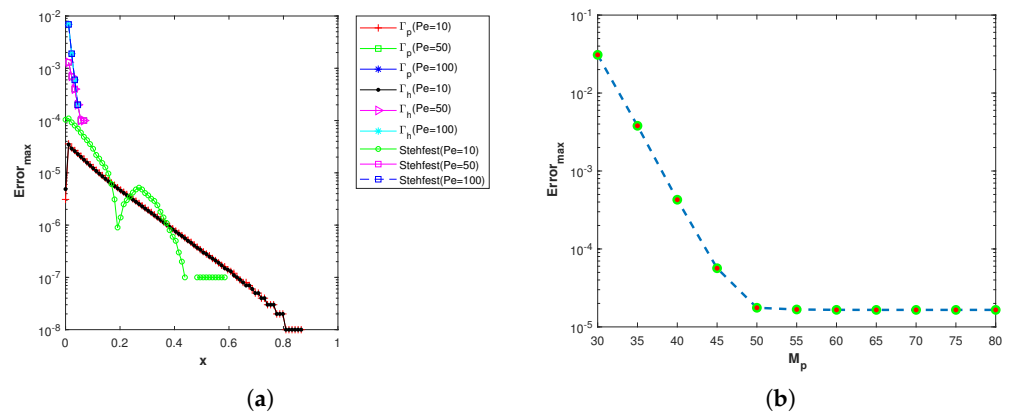 10^-2
10^-3
10^-4
10^-5
10^-6
10^-7
10^-8
Error_max
0
0.2
0.4
0.6
0.8
1
x
Γ_p(Pe=10)
Γ_p(Pe=50)
Γ_p(Pe=100)
Γ_h(Pe=10)
Γ_h(Pe=50)
Γ_h(Pe=100)
Stehfest(Pe=10)
Stehfest(Pe=50)
Stehfest(Pe=100)
(a)
10^-1
10^-2
10^-3
10^-4
10^-5
Error_max
30
35
40
45
50
55
60
65
70
75
80
M_p
(b)